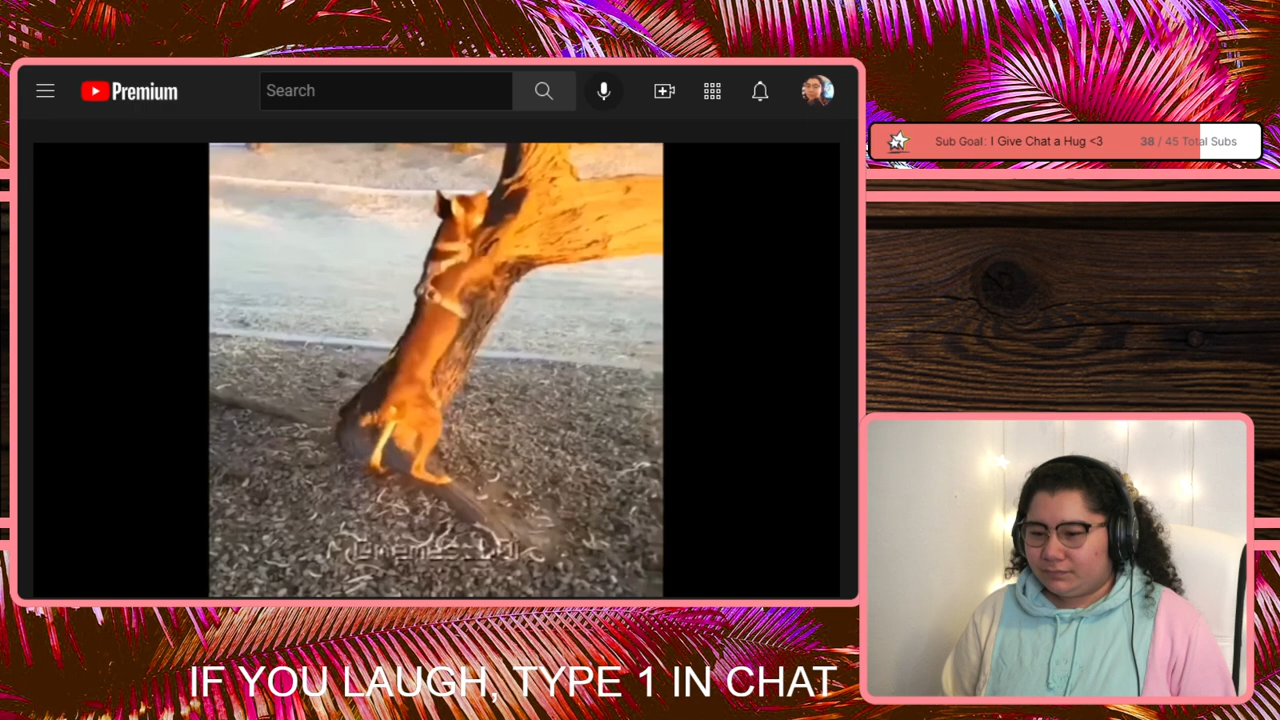 Premium
Search
Sub Goal: I Give Chat a Hug <3 38 / 45 Total Subs
IF YOU LAUGH, TYPE 1 IN CHAT